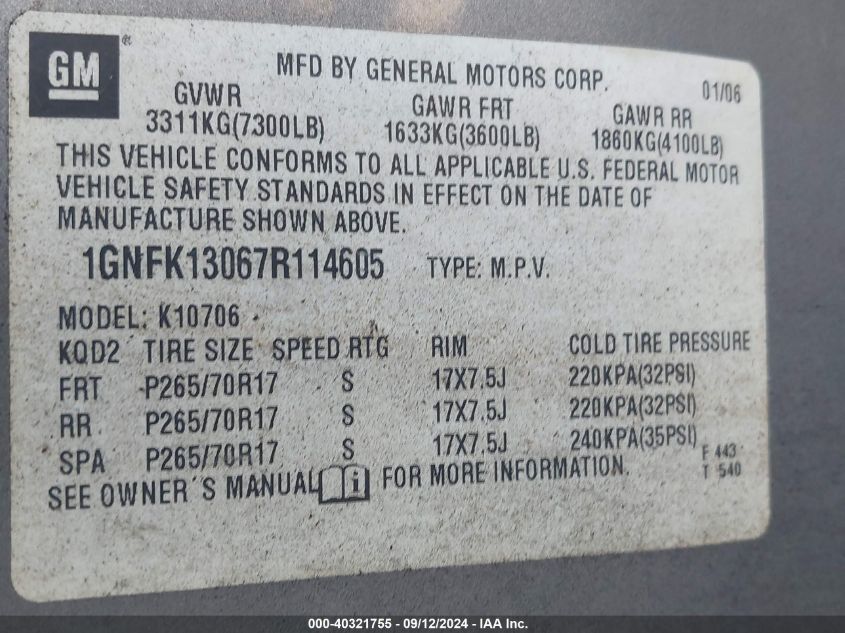 GM®
MFD BY GENERAL MOTORS CORP. 01/06
GVWR GAWR FRT GAWR RR
3311KG(7300LB) 1633KG(3600LB) 1860KG(4100LB)
THIS VEHICLE CONFORMS TO ALL APPLICABLE U.S. FEDERAL MOTOR
VEHICLE SAFETY STANDARDS IN EFFECT ON THE DATE OF
MANUFACTURE SHOWN ABOVE.
1GNFK13067R114605 TYPE: M.P.V.
MODEL: K10706
KQD2 TIRE SIZE SPEED RTG RIM COLD TIRE PRESSURE
FRT P265/70R17 S 17X7.5J 220KPA(32PSI)
RR P265/70R17 S 17X7.5J 220KPA(32PSI)
SPA P265/70R17 S 17X7.5J 240KPA(35PSI)
F 443
T 540
SEE OWNER'S MANUAL i FOR MORE INFORMATION.
000-40321755 - 09/12/2024 - IAA Inc.